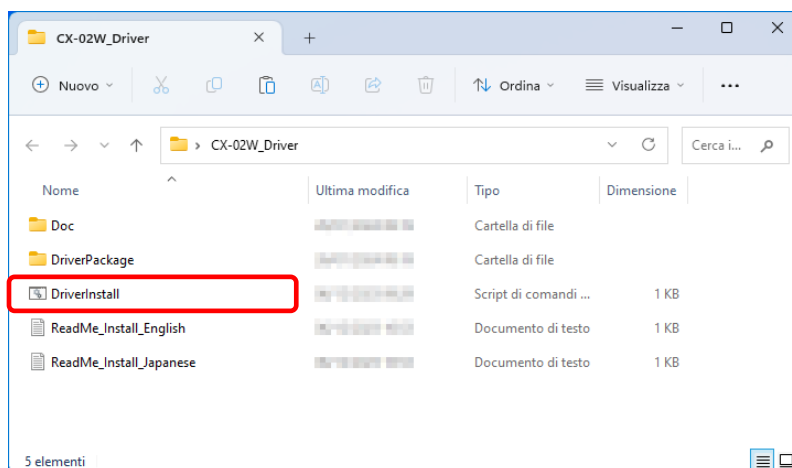 CX-02W_Driver
Nuovo
Ordina
Visualizza
CX-02W_Driver
Cerca i...
Nome Ultima modifica Tipo Dimensione
Doc Cartella di file
DriverPackage Cartella di file
DriverInstall Script di comandi ... 1 KB
ReadMe_Install_English Documento di testo 1 KB
ReadMe_Install_Japanese Documento di testo 1 KB
5 elementi